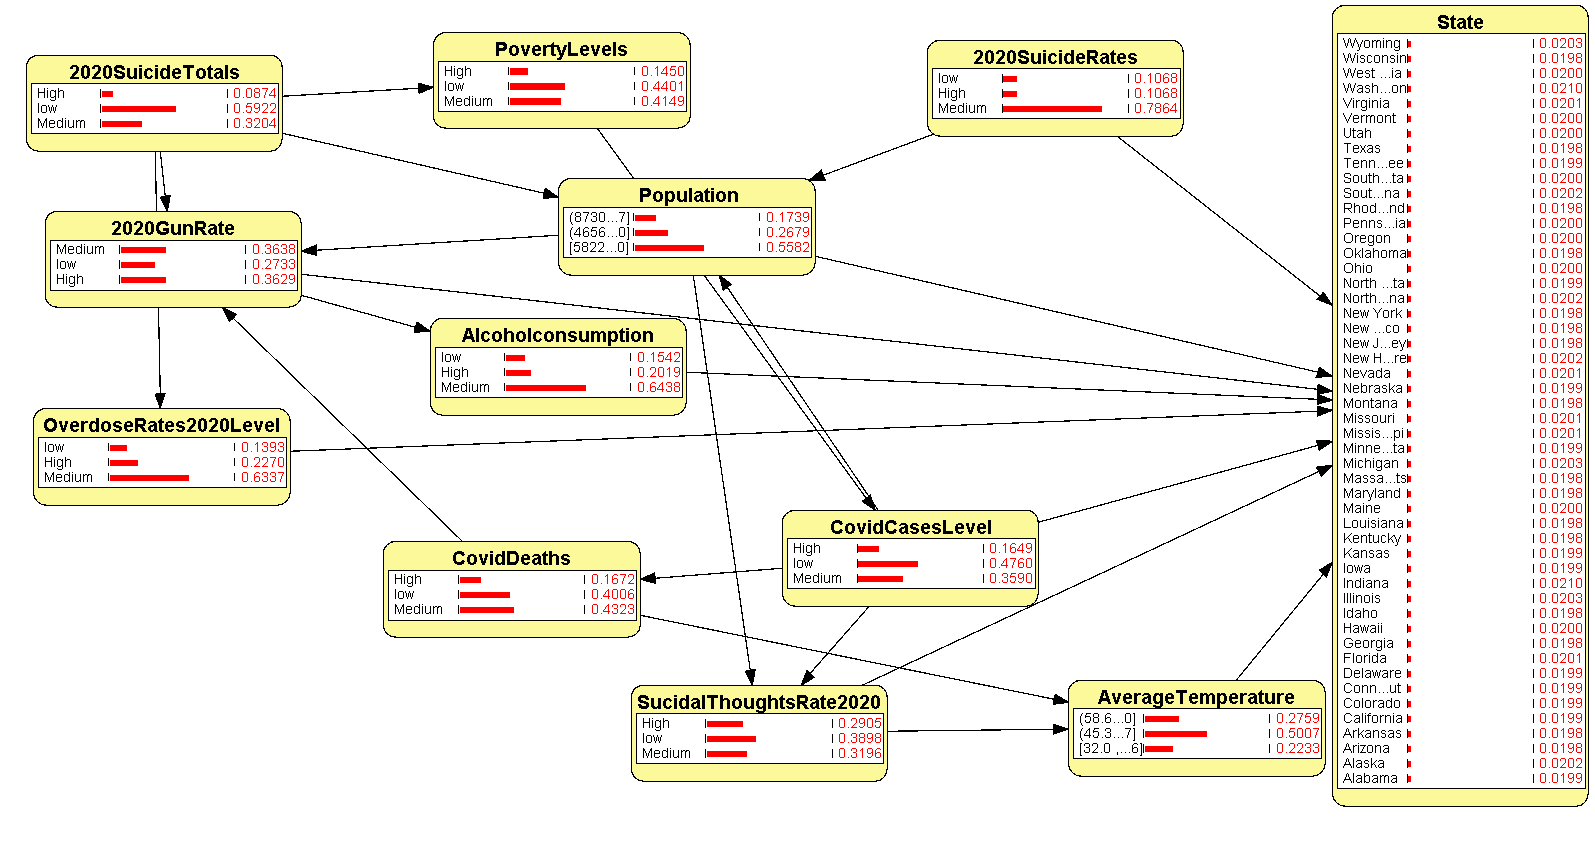 2020SuicideTotals
High 0.0874
low 0.5922
Medium 0.3204
PovertyLevels
High 0.1450
low 0.4401
Medium 0.4149
2020SuicideRates
low 0.1068
High 0.1068
Medium 0.7864
Population
(8730...7] 0.1739
(4656...0] 0.2679
[5822...0] 0.5582
2020GunRate
Medium 0.3638
low 0.2733
High 0.3629
Alcoholconsumption
low 0.1542
High 0.2019
Medium 0.6438
OverdoseRates2020Level
low 0.1393
High 0.2270
Medium 0.6337
CovidCasesLevel
High 0.1649
low 0.4760
Medium 0.3590
CovidDeaths
High 0.1672
low 0.4006
Medium 0.4323
SucidalThoughtsRate2020
High 0.2905
low 0.3898
Medium 0.3196
AverageTemperature
(58.6...0] 0.2759
(45.3...7] 0.5007
[32.0 ,...6] 0.2233
State
Wyoming 0.0203
Wisconsin 0.0198
West ...ia 0.0200
Wash...on 0.0210
Virginia 0.0201
Vermont 0.0200
Utah 0.0200
Texas 0.0198
Tenn...ee 0.0199
South...ta 0.0200
Sout...na 0.0202
Rhod...nd 0.0198
Penns...ia 0.0200
Oregon 0.0200
Oklahoma 0.0198
Ohio 0.0200
North ...ta 0.0199
North...na 0.0202
New York 0.0198
New ...co 0.0198
New J...ey 0.0198
New H...re 0.0202
Nevada 0.0201
Nebraska 0.0199
Montana 0.0198
Missouri 0.0201
Missis...pi 0.0201
Minne...ta 0.0199
Michigan 0.0203
Massa...ts 0.0198
Maryland 0.0198
Maine 0.0200
Louisiana 0.0198
Kentucky 0.0198
Kansas 0.0199
Iowa 0.0199
Indiana 0.0210
Illinois 0.0203
Idaho 0.0198
Hawaii 0.0200
Georgia 0.0198
Florida 0.0201
Delaware 0.0199
Conn...ut 0.0199
Colorado 0.0199
California 0.0199
Arkansas 0.0198
Arizona 0.0198
Alaska 0.0202
Alabama 0.0199